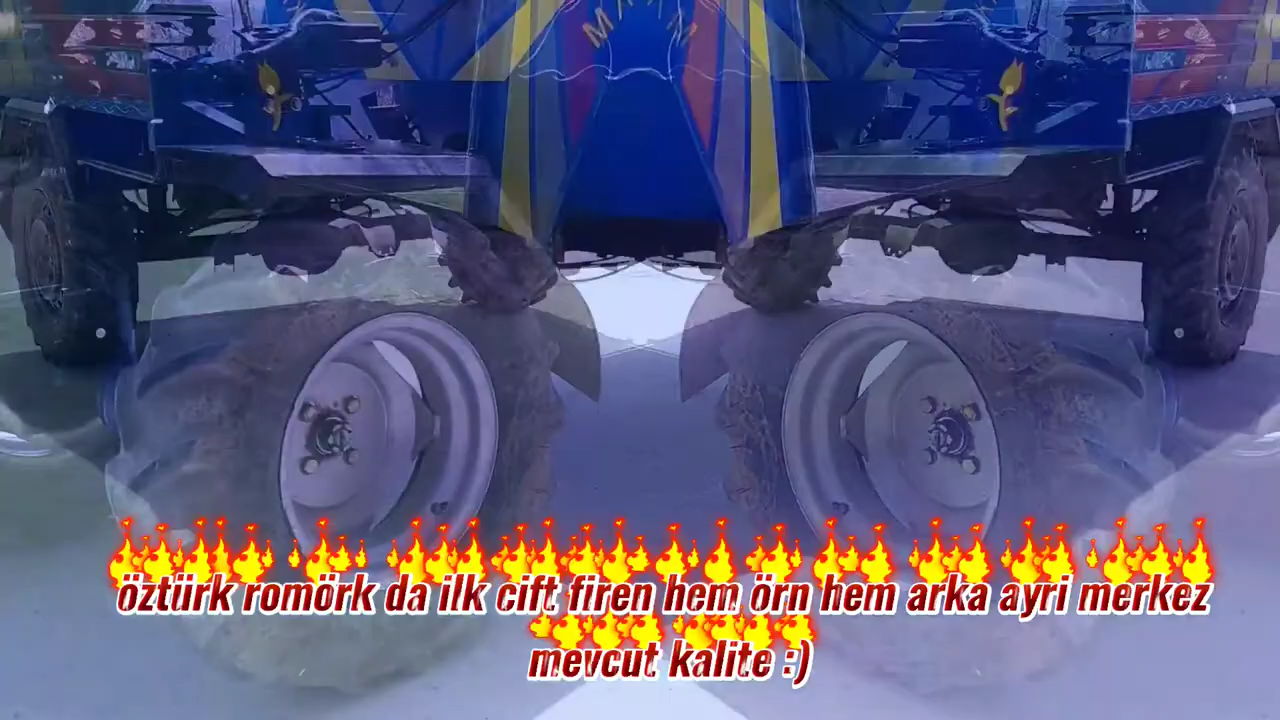 öztürk romörk da ilk cift firen hem örn hem arka ayri merkez
mevcut kalite :)